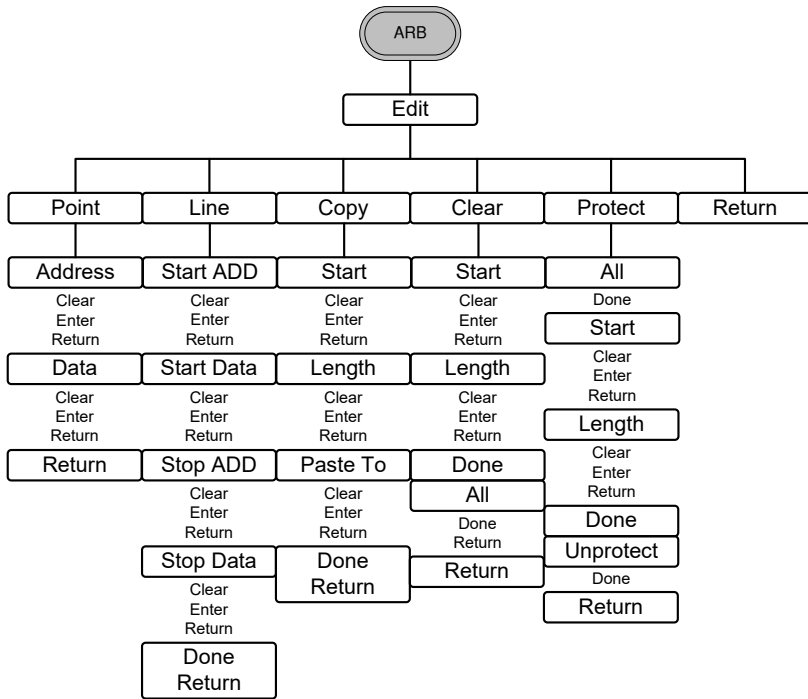 ARB
Edit
Point
Line
Copy
Clear
Protect
Return
Address
Clear
Enter
Return
Data
Clear
Enter
Return
Return
Start ADD
Clear
Enter
Return
Start Data
Clear
Enter
Return
Stop ADD
Clear
Enter
Return
Stop Data
Clear
Enter
Return
Done
Return
Start
Clear
Enter
Return
Length
Clear
Enter
Return
Paste To
Clear
Enter
Return
Done
Return
Start
Clear
Enter
Return
Length
Clear
Enter
Return
Done
All
Done
Return
Return
All
Done
Start
Clear
Enter
Return
Length
Clear
Enter
Return
Done
Unprotect
Done
Return